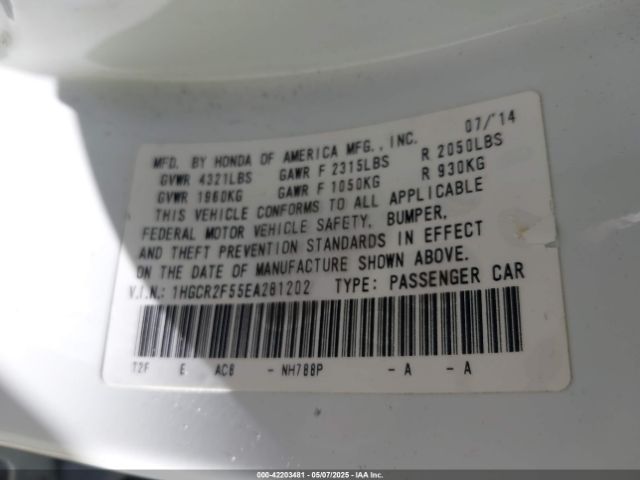 MFD. BY HONDA OF AMERICA MFG., INC. 07/'14
GVWR 4321LBS GAWR F 2315LBS R 2050LBS
GVWR 1960KG GAWR F 1050KG R 930KG
THIS VEHICLE CONFORMS TO ALL APPLICABLE
FEDERAL MOTOR VEHICLE SAFETY, BUMPER,
AND THEFT PREVENTION STANDARDS IN EFFECT
ON THE DATE OF MANUFACTURE SHOWN ABOVE.
V.I.N.: 1HGCR2F55EA281202 TYPE: PASSENGER CAR
T2F E AC8 - NH788P - A - A
000-42203481 - 05/07/2025 - IAAI Partner